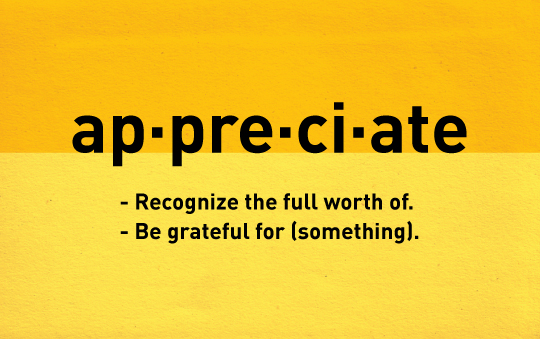 ap·pre·ci·ate
- Recognize the full worth of.
- Be grateful for (something).